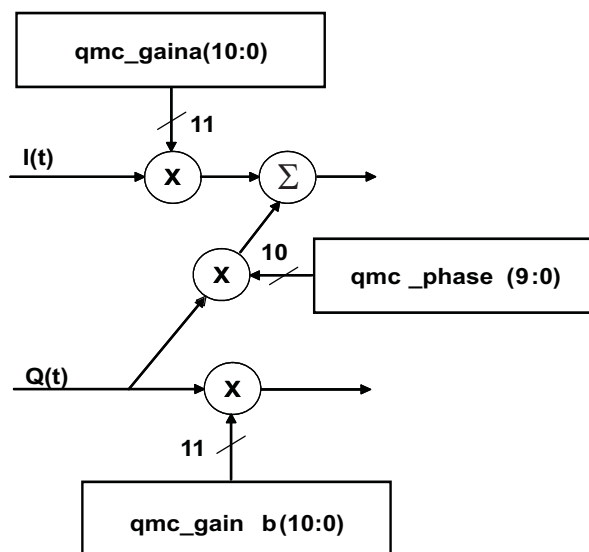 qmc_gaina(10:0)
11
I(t)
X
Σ
10
X
qmc _phase (9:0)
Q(t)
X
11
qmc_gain b(10:0)